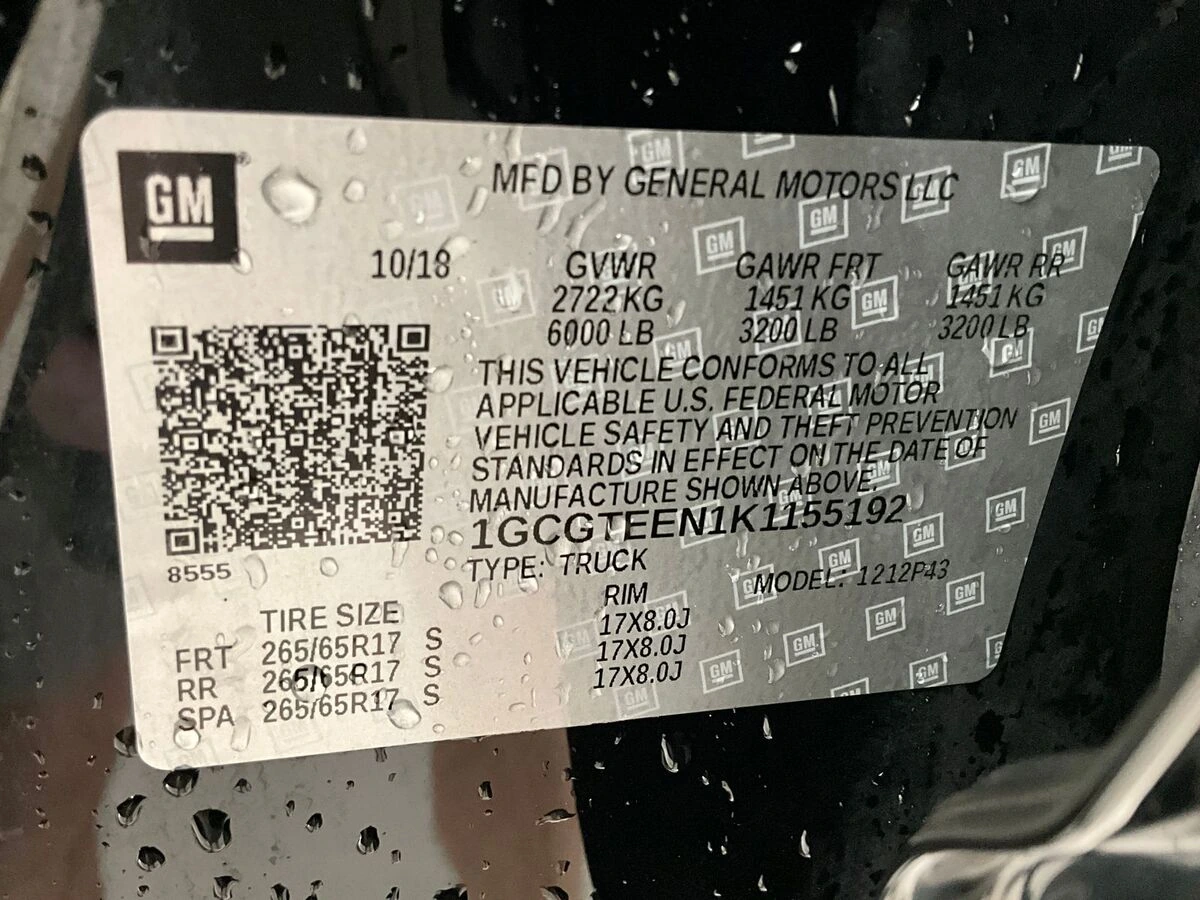 GM
MFD BY GENERAL MOTORS LLC
10/18 GVWR GAWR FRT GAWR RR
2722 KG 1451 KG 1451 KG
6000 LB 3200 LB 3200 LB
THIS VEHICLE CONFORMS TO ALL
APPLICABLE U.S. FEDERAL MOTOR
VEHICLE SAFETY AND THEFT PREVENTION
STANDARDS IN EFFECT ON THE DATE OF
MANUFACTURE SHOWN ABOVE.
1GCGTEEN1K1155192
8555
TYPE: TRUCK MODEL: 1212P43
TIRE SIZE RIM
FRT 265/65R17 S 17X8.0J
RR 265/65R17 S 17X8.0J
SPA 265/65R17 S 17X8.0J